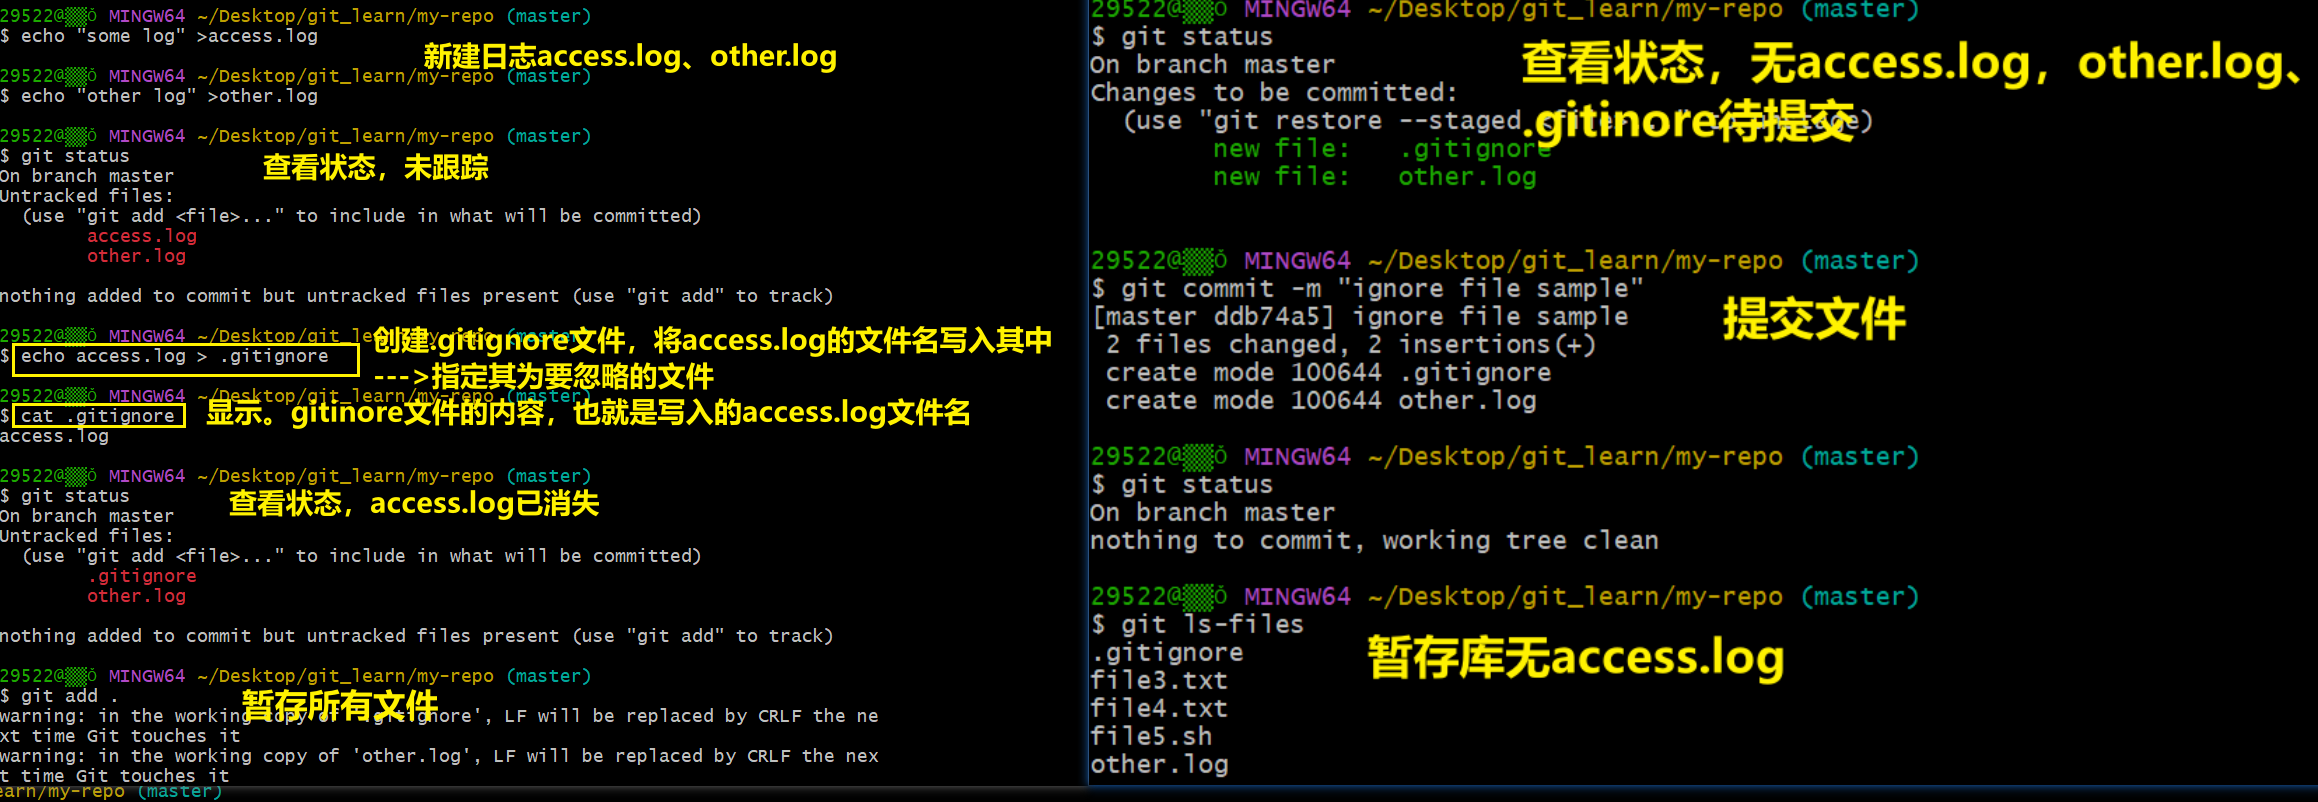 29522@▒▒Ŏ MINGW64 ~/Desktop/git_learn/my-repo (master)
$ echo "some log" >access.log
新建日志access.log、other.log
29522@▒▒Ŏ MINGW64 ~/Desktop/git_learn/my-repo (master)
$ echo "other log" >other.log
29522@▒▒Ŏ MINGW64 ~/Desktop/git_learn/my-repo (master)
$ git status
查看状态，未跟踪
On branch master
Untracked files:
(use "git add <file>..." to include in what will be committed)
access.log
other.log
nothing added to commit but untracked files present (use "git add" to track)
29522@▒▒Ŏ MINGW64 ~/Desktop/git_learn/my-repo (master)
创建.gitignore文件，将access.log的文件名写入其中
$ echo access.log > .gitignore
--->指定其为要忽略的文件
29522@▒▒Ŏ MINGW64 ~/Desktop/git_learn/my-repo (master)
$ cat .gitignore
显示。gitinore文件的内容，也就是写入的access.log文件名
access.log
29522@▒▒Ŏ MINGW64 ~/Desktop/git_learn/my-repo (master)
$ git status
查看状态，access.log已消失
On branch master
Untracked files:
(use "git add <file>..." to include in what will be committed)
.gitignore
other.log
nothing added to commit but untracked files present (use "git add" to track)
29522@▒▒Ŏ MINGW64 ~/Desktop/git_learn/my-repo (master)
$ git add .
暂存所有文件
warning: in the working copy of '.gitignore', LF will be replaced by CRLF the ne
xt time Git touches it
warning: in the working copy of 'other.log', LF will be replaced by CRLF the nex
t time Git touches it
earn/my-repo (master)
29522@▒▒Ŏ MINGW64 ~/Desktop/git_learn/my-repo (master)
$ git status
查看状态，无access.log，other.log、
.gitinore待提交
On branch master
Changes to be committed:
(use "git restore --staged <file>..." to unstage)
new file: .gitignore
new file: other.log
29522@▒▒Ŏ MINGW64 ~/Desktop/git_learn/my-repo (master)
$ git commit -m "ignore file sample"
提交文件
[master ddb74a5] ignore file sample
2 files changed, 2 insertions(+)
create mode 100644 .gitignore
create mode 100644 other.log
29522@▒▒Ŏ MINGW64 ~/Desktop/git_learn/my-repo (master)
$ git status
On branch master
nothing to commit, working tree clean
29522@▒▒Ŏ MINGW64 ~/Desktop/git_learn/my-repo (master)
$ git ls-files
暂存库无access.log
.gitignore
file3.txt
file4.txt
file5.sh
other.log